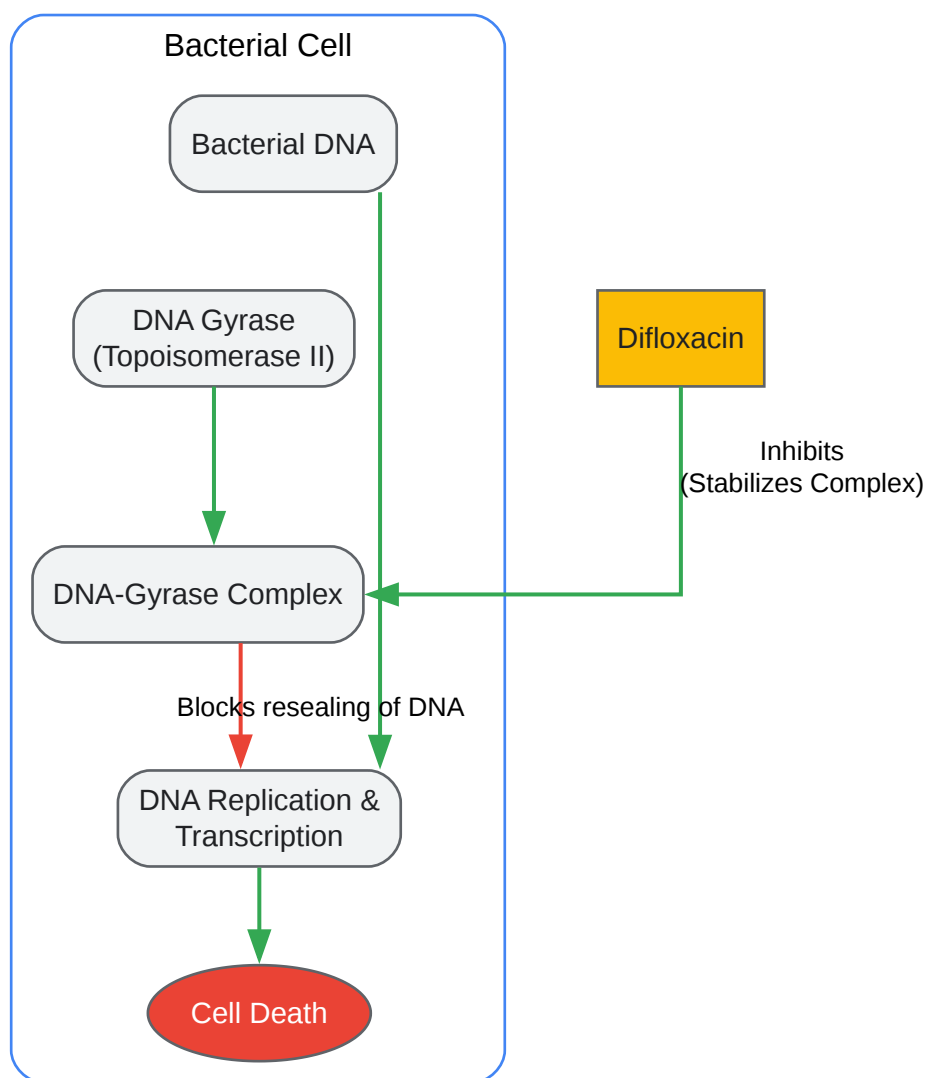 Bacterial Cell
Bacterial DNA
DNA Gyrase
(Topoisomerase II)
Difloxacin
Inhibits
(Stabilizes Complex)
DNA-Gyrase Complex
Blocks resealing of DNA
DNA Replication &
Transcription
Cell Death